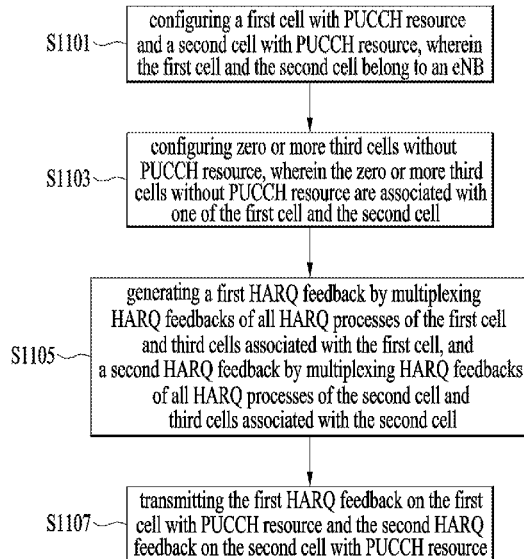 S1101
configuring a first cell with PUCCH resource
and a second cell with PUCCH resource, wherein
the first cell and the second cell belong to an eNB
S1103
configuring zero or more third cells without
PUCCH resource, wherein the zero or more third
cells without PUCCH resource are associated with
one of the first cell and the second cell
S1105
generating a first HARQ feedback by multiplexing
HARQ feedbacks of all HARQ processes of the first cell
and third cells associated with the first cell, and
a second HARQ feedback by multiplexing HARQ feedbacks
of all HARQ processes of the second cell and
third cells associated with the second cell
S1107
transmitting the first HARQ feedback on the first
cell with PUCCH resource and the second HARQ
feedback on the second cell with PUCCH resource